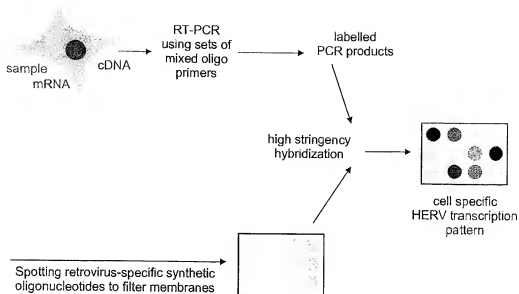 RT-PCR
using sets of
mixed oligo
primers
labelled
PCR products
sample
mRNA
cDNA
high stringency
hybridization
cell specific
HERV transcription
pattern
Spotting retrovirus-specific synthetic
oligonucleotides to filter membranes